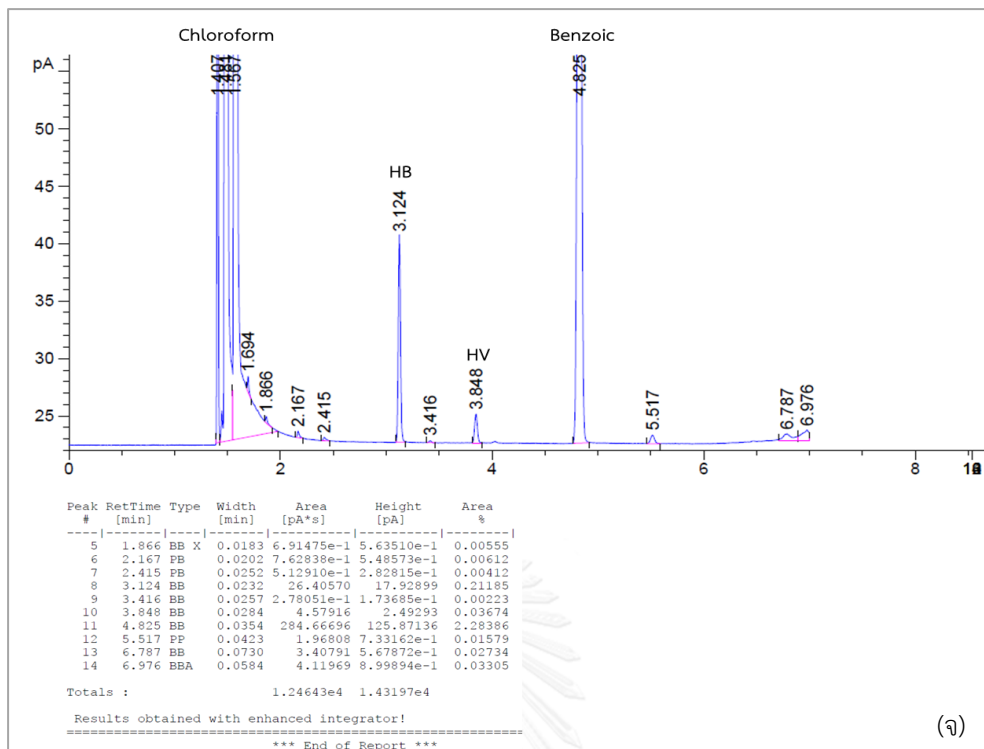 Chloroform
Benzoic
pA
1.407
1.481
1.567
4.825
50
HB
45
3.124
40
35
HV
30
1.694
3.848
1.866
25
2.167
2.415
3.416
5.517
6.787
6.976
0 2 4 6 8
Peak RetTime Type Width Area Height Area
# [min] [min] [pA*s] [pA] %
----|-------|----|-------|----------|----------|--------|
5 1.866 BB X 0.0183 6.91475e-1 5.63510e-1 0.00555
6 2.167 PB 0.0202 7.62838e-1 5.48573e-1 0.00612
7 2.415 PB 0.0252 5.12910e-1 2.82815e-1 0.00412
8 3.124 BB 0.0232 26.40570 17.92899 0.21185
9 3.416 BB 0.0257 2.78051e-1 1.73685e-1 0.00223
10 3.848 BB 0.0284 4.57916 2.49293 0.03674
11 4.825 BB 0.0354 284.66696 125.87136 2.28386
12 5.517 PP 0.0423 1.96808 7.33162e-1 0.01579
13 6.787 BB 0.0730 3.40791 5.67872e-1 0.02734
14 6.976 BBA 0.0584 4.11969 8.99894e-1 0.03305
Totals : 1.24643e4 1.43197e4
Results obtained with enhanced integrator!
*** End of Report ***
(จ)